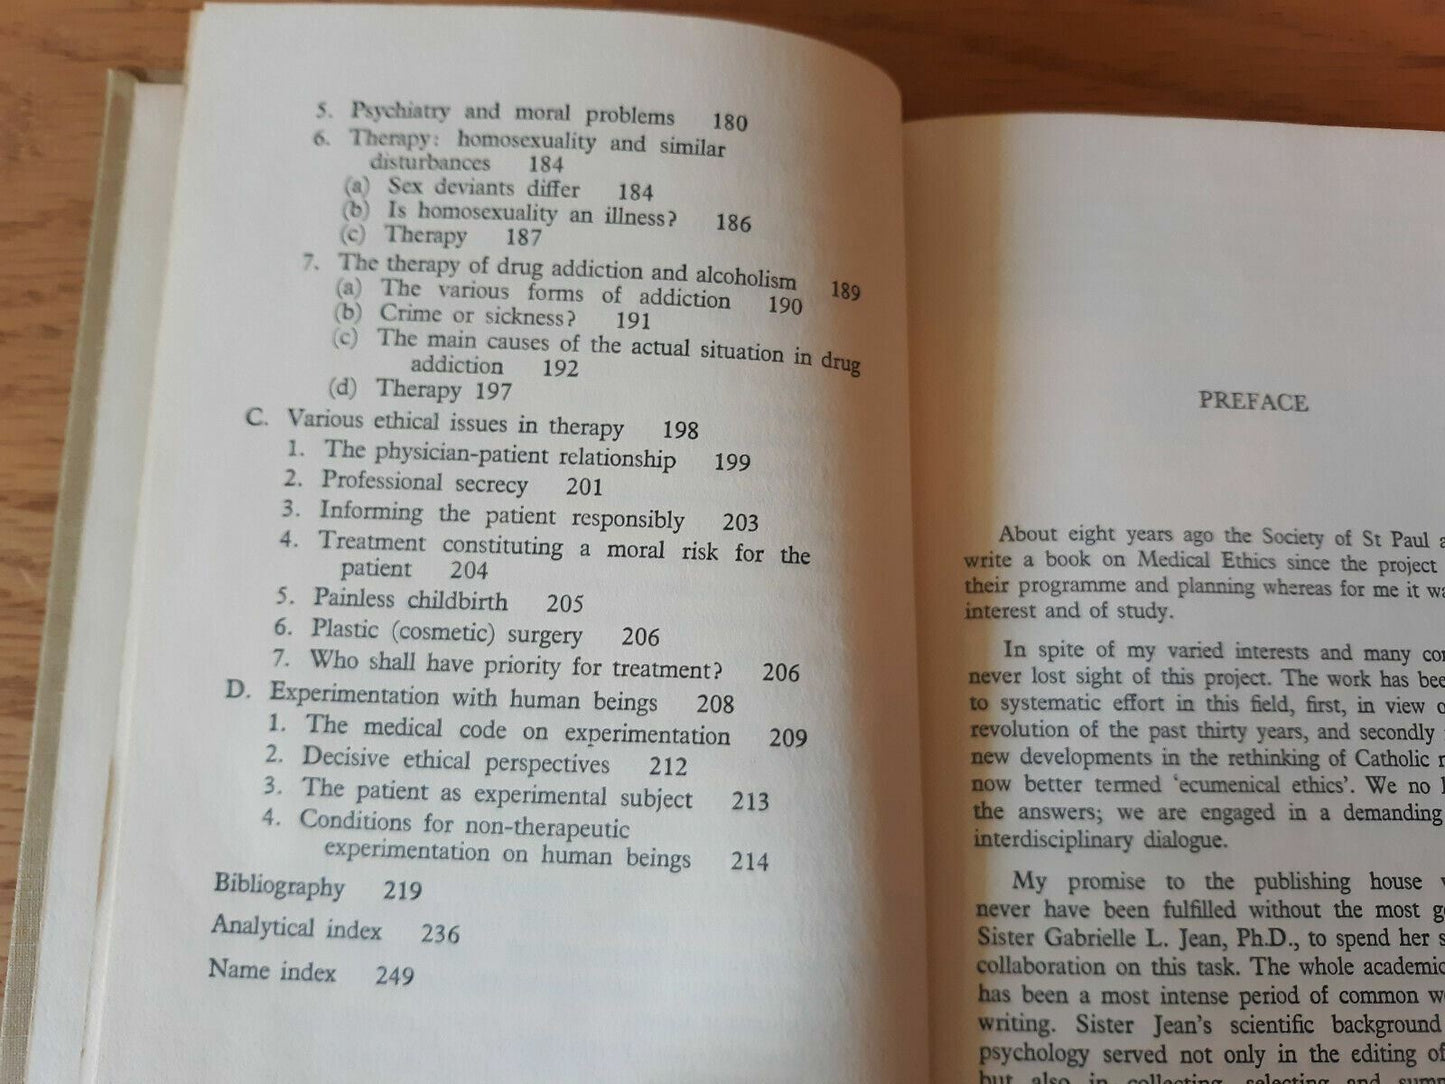 5. Psychiatry and moral problems 180
6. Therapy: homosexuality and similar
disturbances 184
(a) Sex deviants differ 184
(b) Is homosexuality an illness? 186
(c) Therapy 187
7. The therapy of drug addiction and alcoholism 189
(a) The various forms of addiction 190
(b) Crime or sickness? 191
(c) The main causes of the actual situation in drug
addiction 192
(d) Therapy 197
C. Various ethical issues in therapy 198
1. The physician-patient relationship 199
2. Professional secrecy 201
3. Informing the patient responsibly 203
4. Treatment constituting a moral risk for the
patient 204
5. Painless childbirth 205
6. Plastic (cosmetic) surgery 206
7. Who shall have priority for treatment? 206
D. Experimentation with human beings 208
1. The medical code on experimentation 209
2. Decisive ethical perspectives 212
3. The patient as experimental subject 213
4. Conditions for non-therapeutic
experimentation on human beings 214
Bibliography 219
Analytical index 236
Name index 249
PREFACE
About eight years ago the Society of St Paul
write a book on Medical Ethics since the project
their programme and planning whereas for me it
interest and of study.
In spite of my varied interests and many
never lost sight of this project. The work has
to systematic effort in this field, first, in view
revolution of the past thirty years, and secondly
new developments in the rethinking of Catholic
now better termed 'ecumenical ethics'. We no
the answers; we are engaged in a demanding
interdisciplinary dialogue.
My promise to the publishing house
never have been fulfilled without the most
Sister Gabrielle L. Jean, Ph.D., to spend her
collaboration on this task. The whole academic
has been a most intense period of common
writing. Sister Jean's scientific background
psychology served not only in the editing of
but also in collecting, selecting and